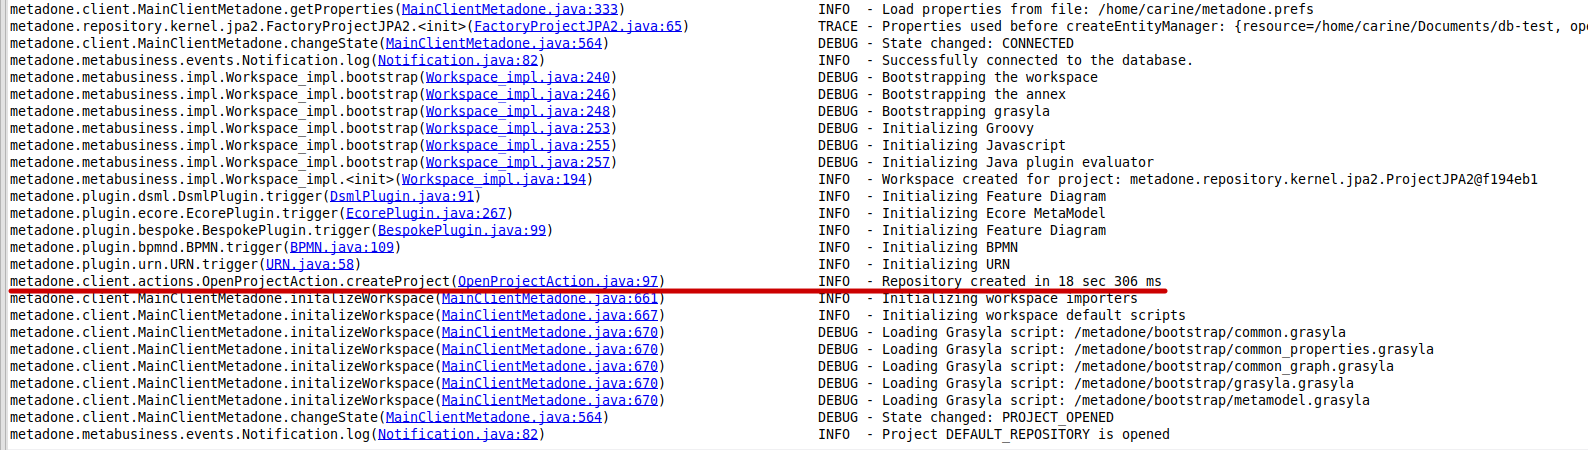 metadone.client.MainClientMetadone.getProperties(MainClientMetadone.java:333) INFO - Load properties from file: /home/carine/metadone.prefs
metadone.repository.kernel.jpa2.FactoryProjectJPA2.<init>(FactoryProjectJPA2.java:65) TRACE - Properties used before createEntityManager: {resource=/home/carine/Documents/db-test, ope
metadone.client.MainClientMetadone.changeState(MainClientMetadone.java:564) DEBUG - State changed: CONNECTED
metadone.metabusiness.events.Notification.log(Notification.java:82) INFO - Successfully connected to the database.
metadone.metabusiness.impl.Workspace_impl.bootstrap(Workspace_impl.java:240) DEBUG - Bootstrapping the workspace
metadone.metabusiness.impl.Workspace_impl.bootstrap(Workspace_impl.java:246) DEBUG - Bootstrapping the annex
metadone.metabusiness.impl.Workspace_impl.bootstrap(Workspace_impl.java:248) DEBUG - Bootstrapping grasyla
metadone.metabusiness.impl.Workspace_impl.bootstrap(Workspace_impl.java:253) DEBUG - Initializing Groovy
metadone.metabusiness.impl.Workspace_impl.bootstrap(Workspace_impl.java:255) DEBUG - Initializing Javascript
metadone.metabusiness.impl.Workspace_impl.bootstrap(Workspace_impl.java:257) DEBUG - Initializing Java plugin evaluator
metadone.metabusiness.impl.Workspace_impl.<init>(Workspace_impl.java:194) INFO - Workspace created for project: metadone.repository.kernel.jpa2.ProjectJPA2@f194eb1
metadone.plugin.dsml.DsmlPlugin.trigger(DsmlPlugin.java:91) INFO - Initializing Feature Diagram
metadone.plugin.ecore.EcorePlugin.trigger(EcorePlugin.java:267) INFO - Initializing Ecore MetaModel
metadone.plugin.bespoke.BespokePlugin.trigger(BespokePlugin.java:99) INFO - Initializing Feature Diagram
metadone.plugin.bpmnd.BPMN.trigger(BPMN.java:109) INFO - Initializing BPMN
metadone.plugin.urn.URN.trigger(URN.java:58) INFO - Initializing URN
metadone.client.actions.OpenProjectAction.createProject(OpenProjectAction.java:97) INFO - Repository created in 18 sec 306 ms
metadone.client.MainClientMetadone.initalizeWorkspace(MainClientMetadone.java:661) INFO - Initializing workspace importers
metadone.client.MainClientMetadone.initalizeWorkspace(MainClientMetadone.java:667) INFO - Initializing workspace default scripts
metadone.client.MainClientMetadone.initalizeWorkspace(MainClientMetadone.java:670) DEBUG - Loading Grasyla script: /metadone/bootstrap/common.grasyla
metadone.client.MainClientMetadone.initalizeWorkspace(MainClientMetadone.java:670) DEBUG - Loading Grasyla script: /metadone/bootstrap/common_properties.grasyla
metadone.client.MainClientMetadone.initalizeWorkspace(MainClientMetadone.java:670) DEBUG - Loading Grasyla script: /metadone/bootstrap/common_graph.grasyla
metadone.client.MainClientMetadone.initalizeWorkspace(MainClientMetadone.java:670) DEBUG - Loading Grasyla script: /metadone/bootstrap/grasyla.grasyla
metadone.client.MainClientMetadone.initalizeWorkspace(MainClientMetadone.java:670) DEBUG - Loading Grasyla script: /metadone/bootstrap/metamodel.grasyla
metadone.client.MainClientMetadone.changeState(MainClientMetadone.java:564) DEBUG - State changed: PROJECT_OPENED
metadone.metabusiness.events.Notification.log(Notification.java:82) INFO - Project DEFAULT_REPOSITORY is opened